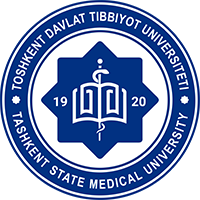 TOSHKENT DAVLAT TIBBIYOT UNIVERSITETI
19 20
TASHKENT STATE MEDICAL UNIVERSITY